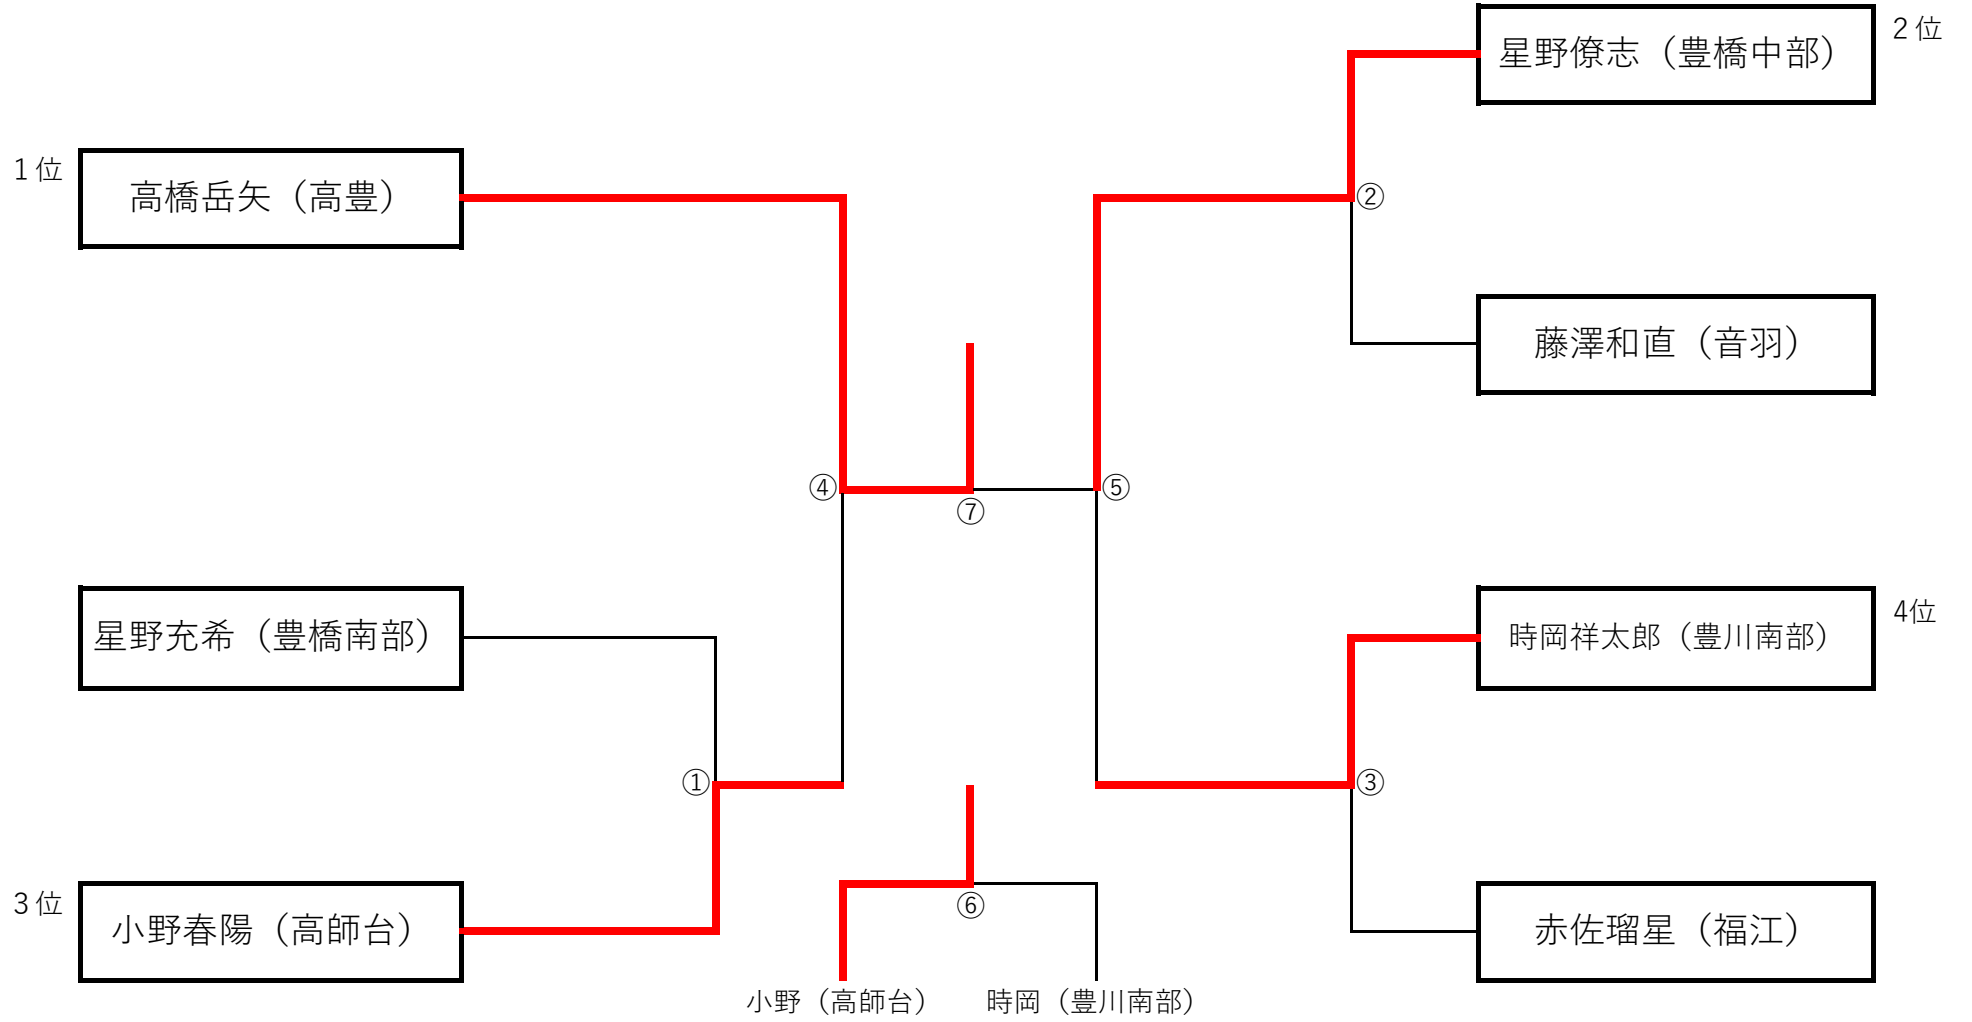 星野僚志（豊橋中部）
２位
１位
高橋岳矢（高豊）
②
藤澤和直（音羽）
④
⑦
⑤
星野充希（豊橋南部）
時岡祥太郎（豊川南部）
4位
①
③
３位
小野春陽（高師台）
⑥
赤佐瑠星（福江）
小野（高師台）
時岡（豊川南部）